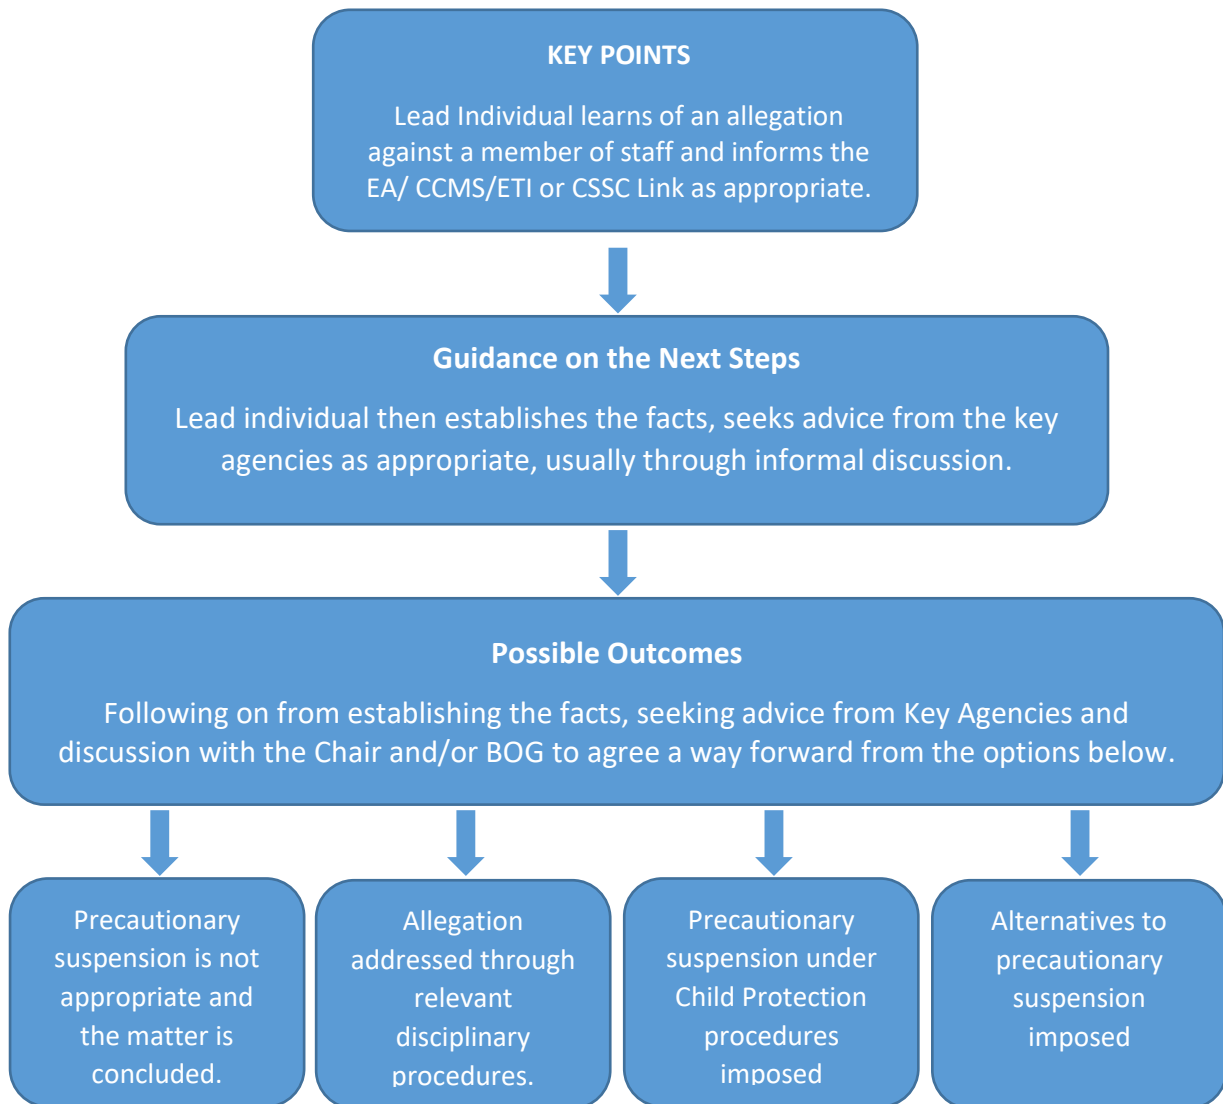 KEY POINTS
Lead Individual learns of an allegation
against a member of staff and informs the
EA/ CCMS/ETI or CSSC Link as appropriate.
Guidance on the Next Steps
Lead individual then establishes the facts, seeks advice from the key
agencies as appropriate, usually through informal discussion.
Possible Outcomes
Following on from establishing the facts, seeking advice from Key Agencies and
discussion with the Chair and/or BOG to agree a way forward from the options below.
Precautionary
suspension is not
appropriate and
the matter is
concluded.
Allegation
addressed through
relevant
disciplinary
procedures.
Precautionary
suspension under
Child Protection
procedures
imposed
Alternatives to
precautionary
suspension
imposed